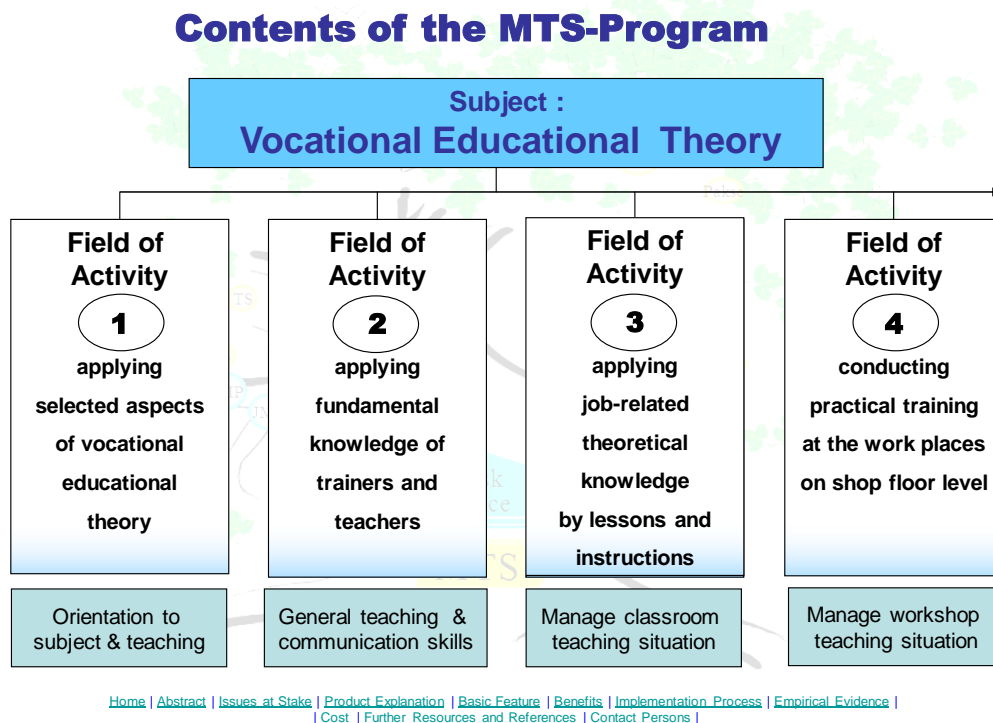 Contents of the MTS-Program
Subject :
Vocational Educational Theory
Field of
Activity
1
applying
selected aspects
of vocational
educational
theory
Field of
Activity
2
applying
fundamental
knowledge of
trainers and
teachers
Field of
Activity
3
applying
job-related
theoretical
knowledge
by lessons and
instructions
Field of
Activity
4
conducting
practical training
at the work places
on shop floor level
Orientation to
subject & teaching
General teaching &
communication skills
Manage classroom
teaching situation
Manage workshop
teaching situation
MTS
Home | Abstract | Issues at Stake | Product Explanation | Basic Feature | Benefits | Implementation Process | Empirical Evidence |
| Cost | Further Resources and References | Contact Persons |